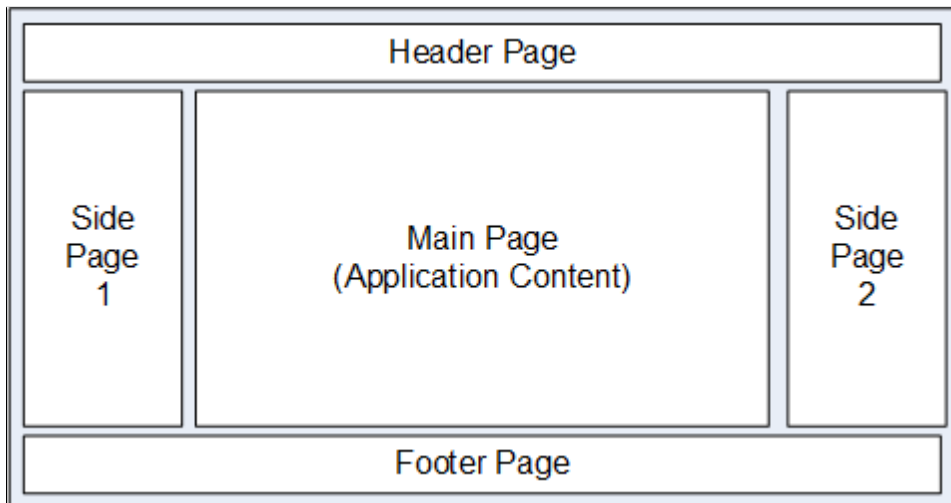 Header Page
Side
Page
1
Main Page
(Application Content)
Side
Page
2
Footer Page